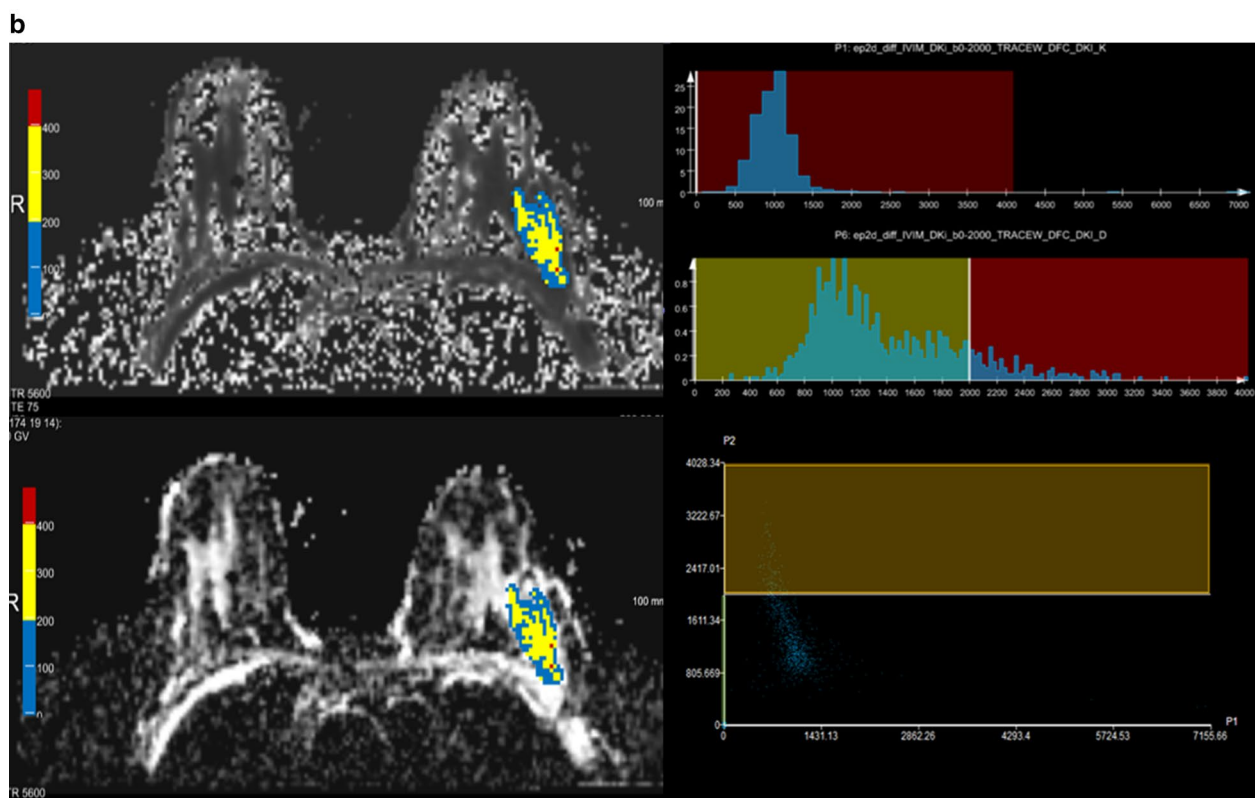 b
P1: ep2d_diff_IVIM_DKi_b0-2000_TRACEW_DFC_DKI_K
400
300
200
100
R
100 m
TR 5600
TE 75
25
20
15
10
5
0
0 500 1000 1500 2000 2500 3000 3500 4000 4500 5000 5500 6000 6500 7000
P6: ep2d_diff_IVIM_DKi_b0-2000_TRACEW_DFC_DKI_D
0.8
0.6
0.4
0.2
0
0 200 400 600 800 1000 1200 1400 1600 1800 2000 2200 2400 2600 2800 3000 3200 3400 3600 3800 4000
174 19 14):
GV
400
300
200
100
0
R
100 mm
TR 5600
P2
4028.34
3222.67
2417.01
1611.34
805.669
0
P1
0 1431.13 2862.26 4293.4 5724.53 7155.66